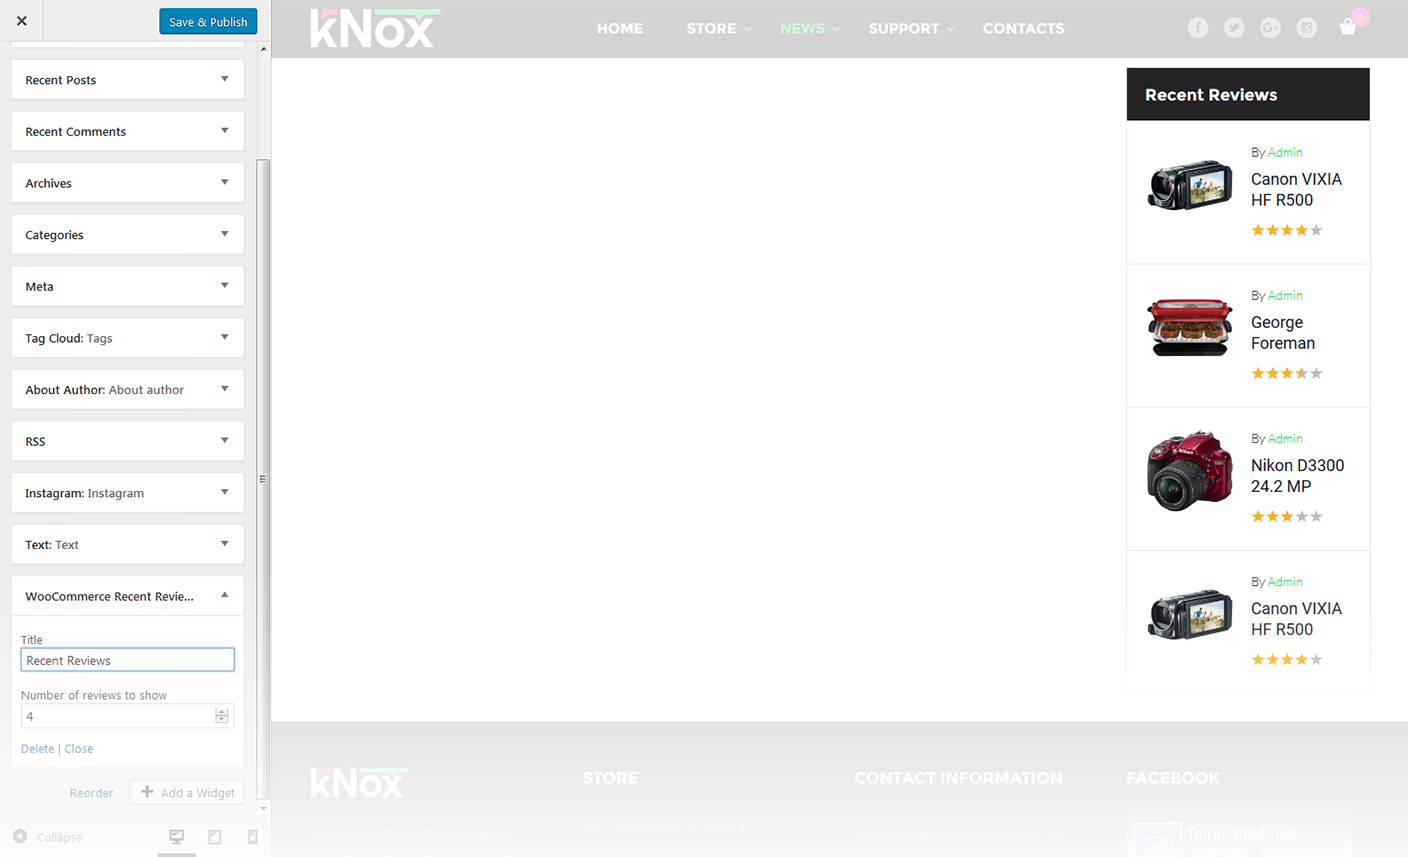 Save & Publish
Recent Posts
Recent Comments
Archives
Categories
Meta
Tag Cloud: Tags
About Author: About author
RSS
Instagram: Instagram
Text: Text
WooCommerce Recent Revie...
Title
Recent Reviews
Number of reviews to show
4
Delete | Close
Reorder
Add a Widget
Collapse
kNox
HOME STORE NEWS SUPPORT CONTACTS
0
Recent Reviews
By Admin
Canon VIXIA
HF R500
By Admin
George
Foreman
By Admin
Nikon D3300
24.2 MP
By Admin
Canon VIXIA
HF R500
kNox
STORE
Air Conditioning & Heating
CONTACT INFORMATION
FACEBOOK
TemplateMonst...